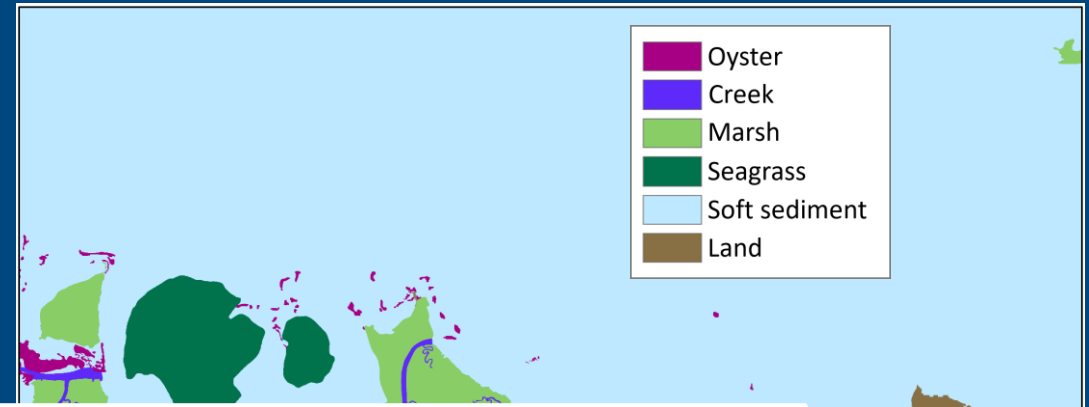 Oyster
Creek
Marsh
Seagrass
Soft sediment
Land